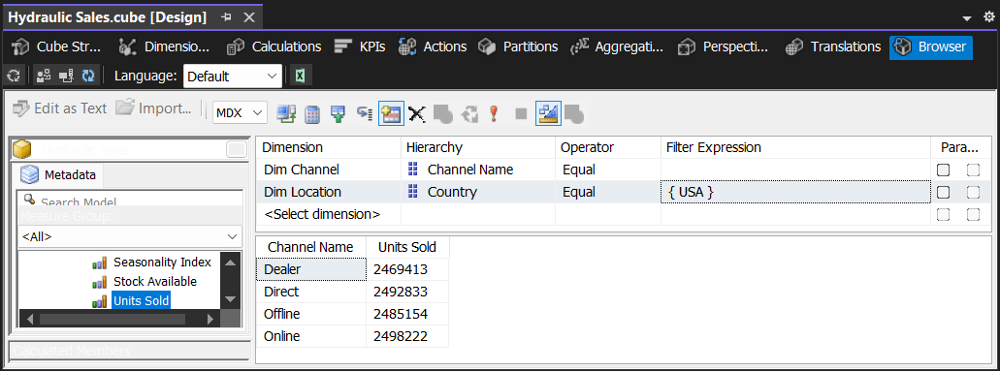 Hydraulic Sales.cube [Design]
Cube Str... Dimensio... Calculations KPIs Actions Partitions Aggregati... Perspecti... Translations Browser
Language: Default
Edit as Text Import... MDX
Metadata
Search Model
Measure Group:
<All>
Seasonality Index
Stock Available
Units Sold
Calculated Members
Dimension Hierarchy Operator Filter Expression Para...
Dim Channel Channel Name Equal
Dim Location Country Equal { USA }
<Select dimension>
Channel Name Units Sold
Dealer 2469413
Direct 2492833
Offline 2485154
Online 2498222